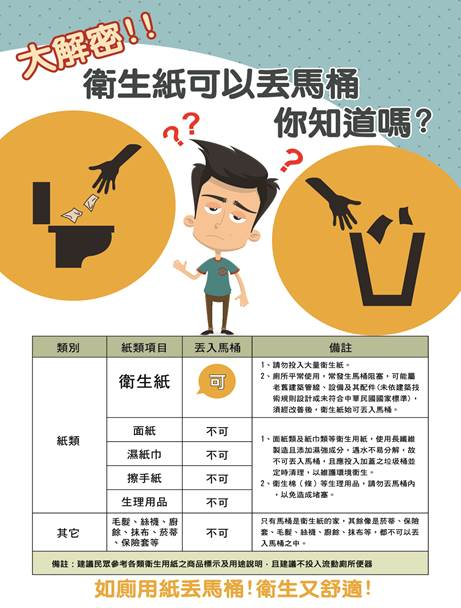 大解密!!
衛生紙可以丟馬桶
你知道嗎?
???
?
類別 紙類項目 丟入馬桶 備註
紙類
衛生紙 可
1、請勿投入大量衛生紙。
2、廁所平常使用,常發生馬桶阻塞,可能屬
老舊建築管線、設備及其配件(未依建築技
術規則設計或未符合中華民國國家標準),
須經改善後,衛生紙始可丟入馬桶。
面紙 不可
濕紙巾 不可
擦手紙 不可
生理用品 不可
1、面紙類及紙巾類等衛生用紙,使用長纖維
製造且添加濕強成分,遇水不易分解,故
不可丟入馬桶,且應投入加蓋之垃圾桶並
定時清理,以維護環境衛生。
2、衛生棉(條)等生理用品,請勿丟馬桶內
,以免造成堵塞。
其它
毛髮、絲襪、廚
餘、抹布、菸蒂
、保險套等
不可
只有馬桶是衛生紙的家,其餘像是菸蒂、保險
套、毛髮、絲襪、廚餘、抹布等,都不可以丟
入馬桶之中。
備註:建議民眾參考各類衛生用紙之商品標示及用途說明,且建議不投入流動廁所便器
如廁用紙丟馬桶!衛生又舒適!